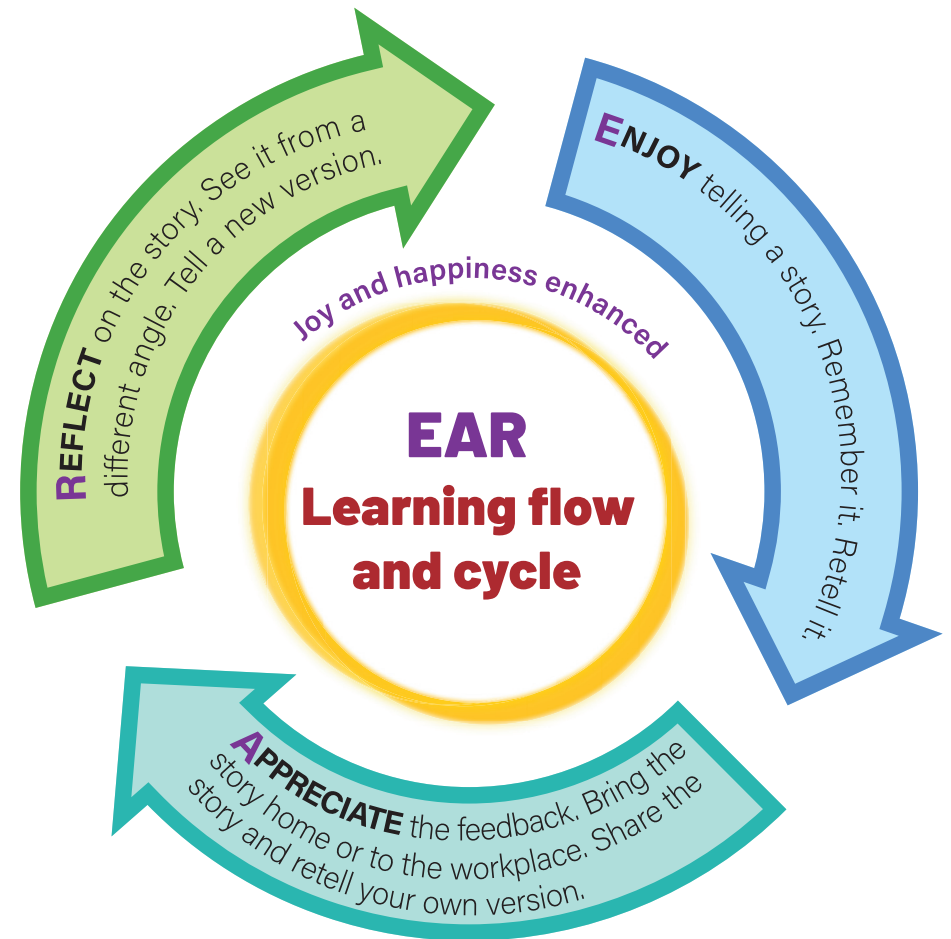 Joy and happiness enhanced
EAR
Learning flow
and cycle
ENJOY telling a story. Remember it. Retell it.
APPRECIATE the feedback. Bring the
story home or to the workplace. Share the
story and retell your own version.
REFLECT on the story. See it from a
different angle. Tell a new version.